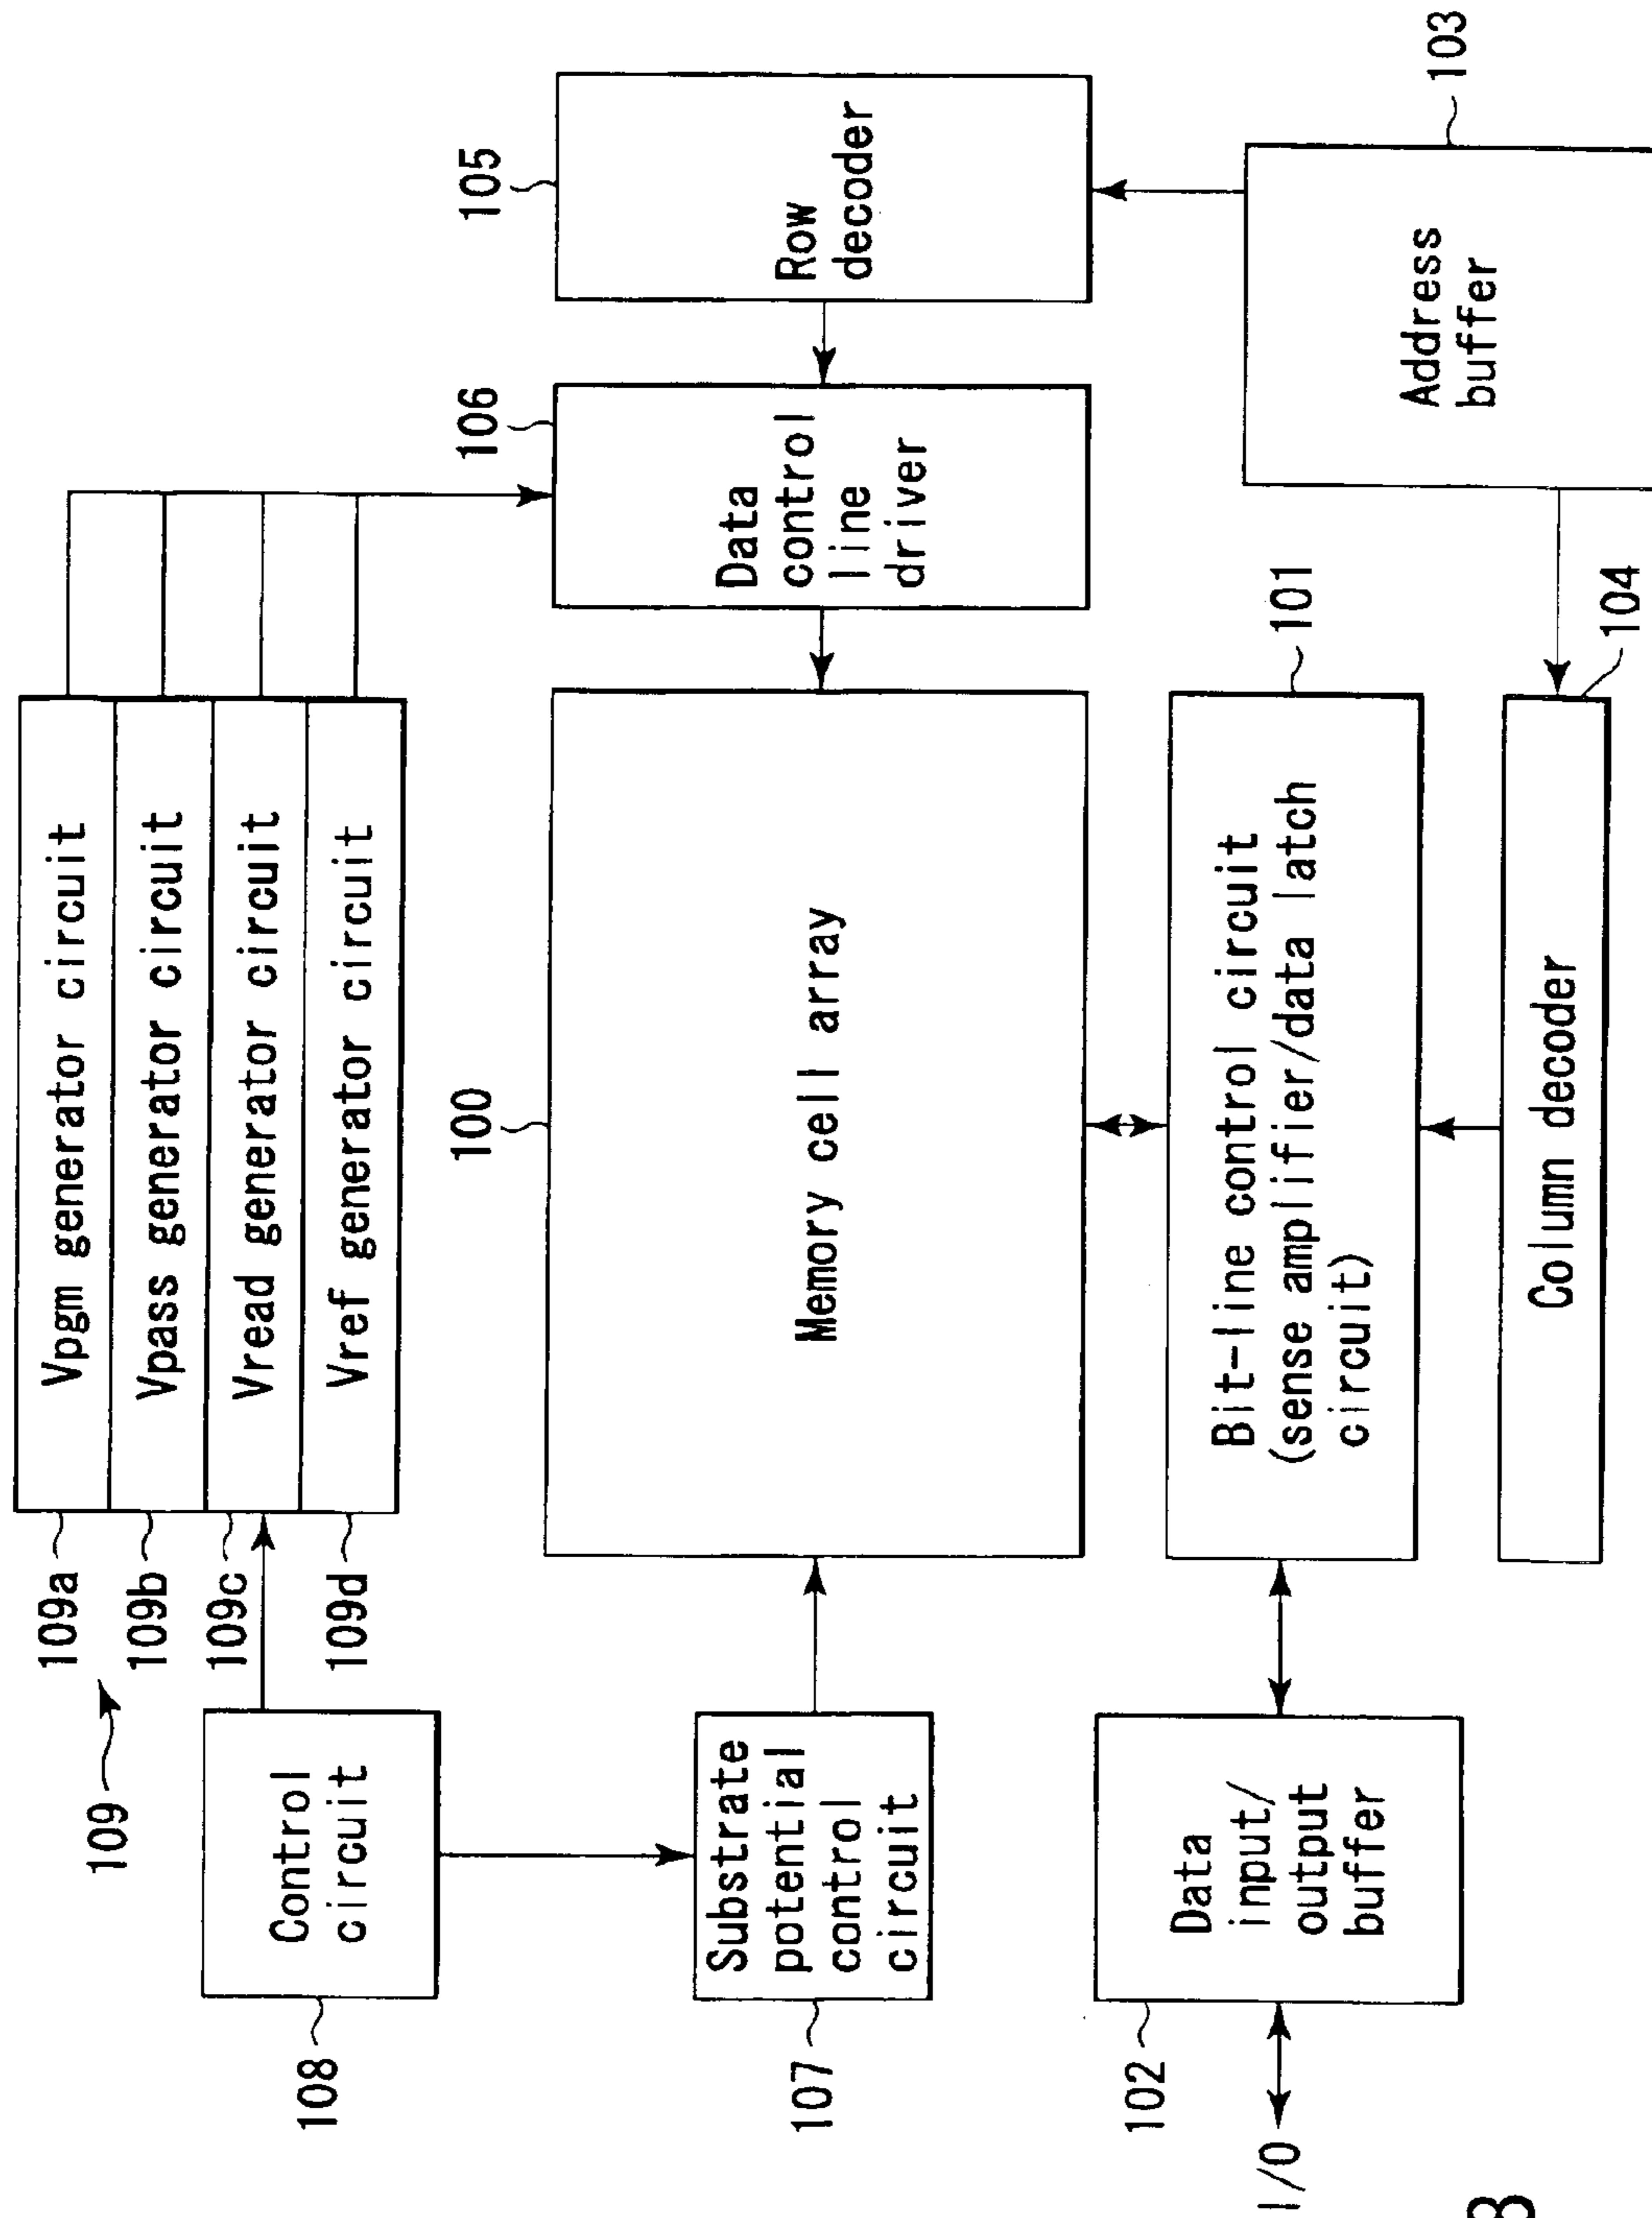 109
109a
Vpgm generator circuit
109b
Vpass generator circuit
109c
Vread generator circuit
109d
Vref generator circuit
108
Control
circuit
100
106
105
107
Substrate
potential
control
circuit
Memory cell array
Data
control
line
driver
Row
decoder
102
Data
input/
output
buffer
I/O
101
Bit-line control circuit
(sense amplifier/data latch
circuit)
103
Address
buffer
104
Column decoder